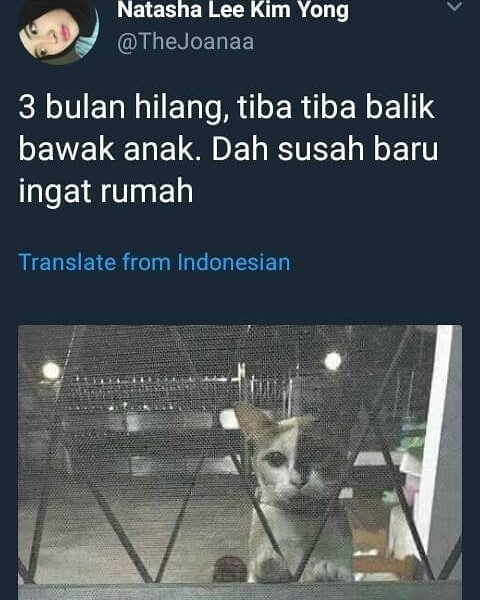 Natasha Lee Kim Yong
@TheJoanaa
3 bulan hilang, tiba tiba balik
bawak anak. Dah susah baru
ingat rumah
Translate from Indonesian